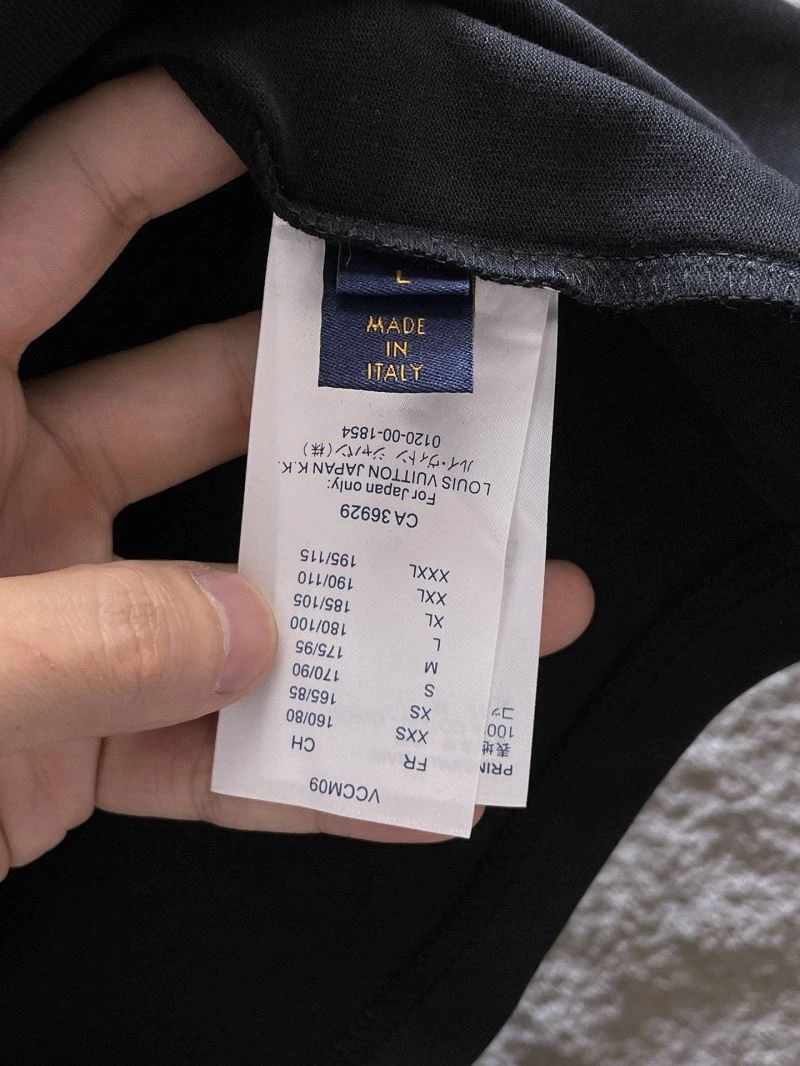 L
MADE
IN
ITALY
VCCM09
FR CH
XXS 160/80
XS 165/85
S 170/90
M 175/95
L 180/100
XL 185/105
XXL 190/110
XXXL 195/115
CA 36929
For Japan only:
LOUIS VUITTON JAPAN K.K.
ルイ・ヴィトン ジャパン(株)
0120-00-1854
表地